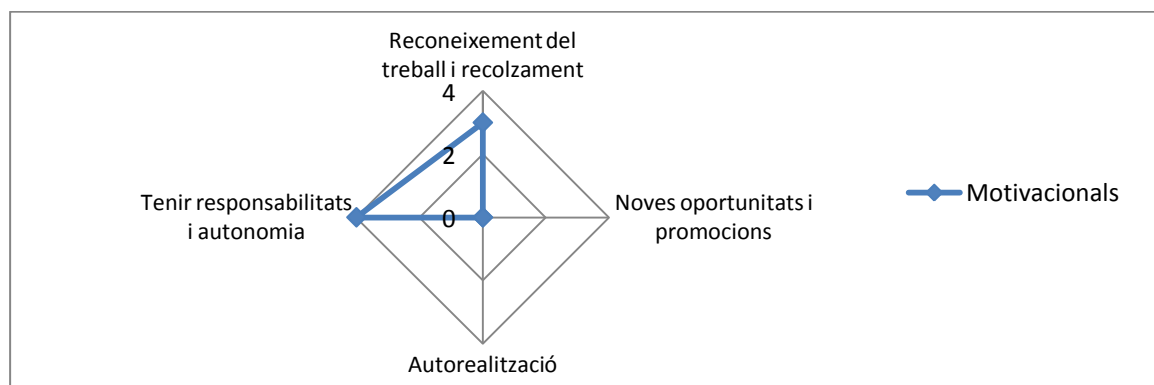 Reconeixement del
treball i recolzament
4
2
0
Tenir responsabilitats
i autonomia
Noves oportunitats i
promocions
Motivacionals
Autorealització